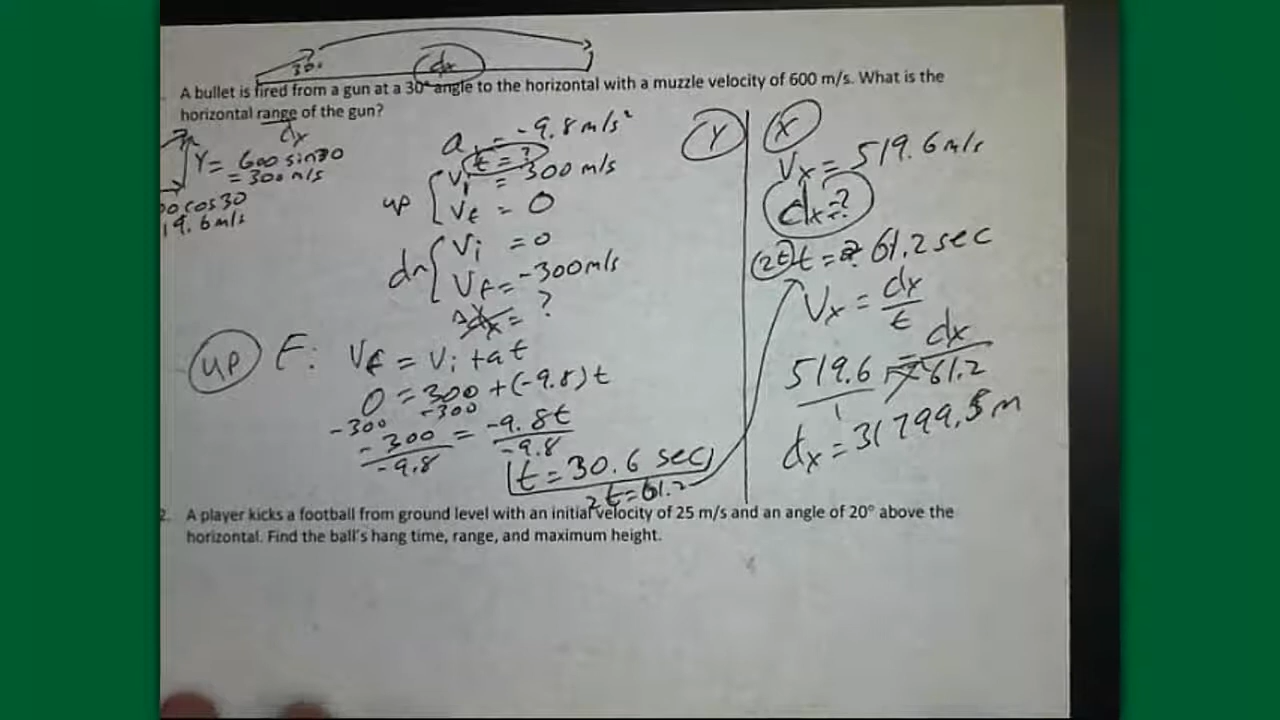 30°
dx
A bullet is fired from a gun at a 30° angle to the horizontal with a muzzle velocity of 600 m/s. What is the
horizontal range of the gun?
dx
Y = 600 sin 30
= 300 m/s
00 cos 30
19.6 m/s
a = -9.8 m/s²
t = ?
up
Vi = 300 m/s
Vf = 0
dn
Vi = 0
Vf = -300 m/s
= ?
up
F: Vf = Vi + at
0 = 300 + (-9.8) t
-300 -300
-300 = -9.8t
-9.8 -9.8
t = 30.6 sec
2t = 61.2
Y
X
Vx = 519.6 m/s
dx = ?
2t t = 61.2 sec
Vx = dx
t
519.6 = dx
1 61.2
dx = 31799.5 m
2. A player kicks a football from ground level with an initial velocity of 25 m/s and an angle of 20° above the
horizontal. Find the ball's hang time, range, and maximum height.